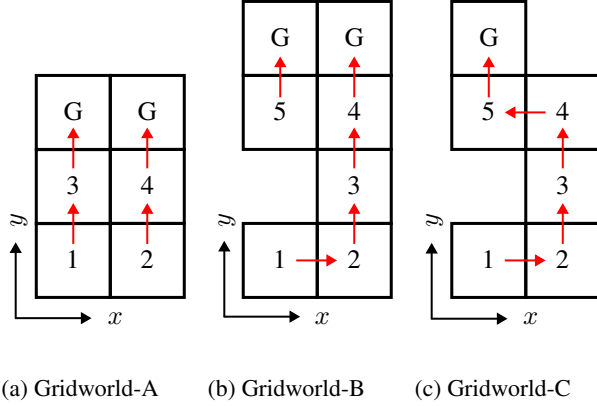 G G
3 4
1 2
y
x
(a) Gridworld-A
G G
5 4
3
1 2
y
x
(b) Gridworld-B
G
5 4
3
1 2
y
x
(c) Gridworld-C